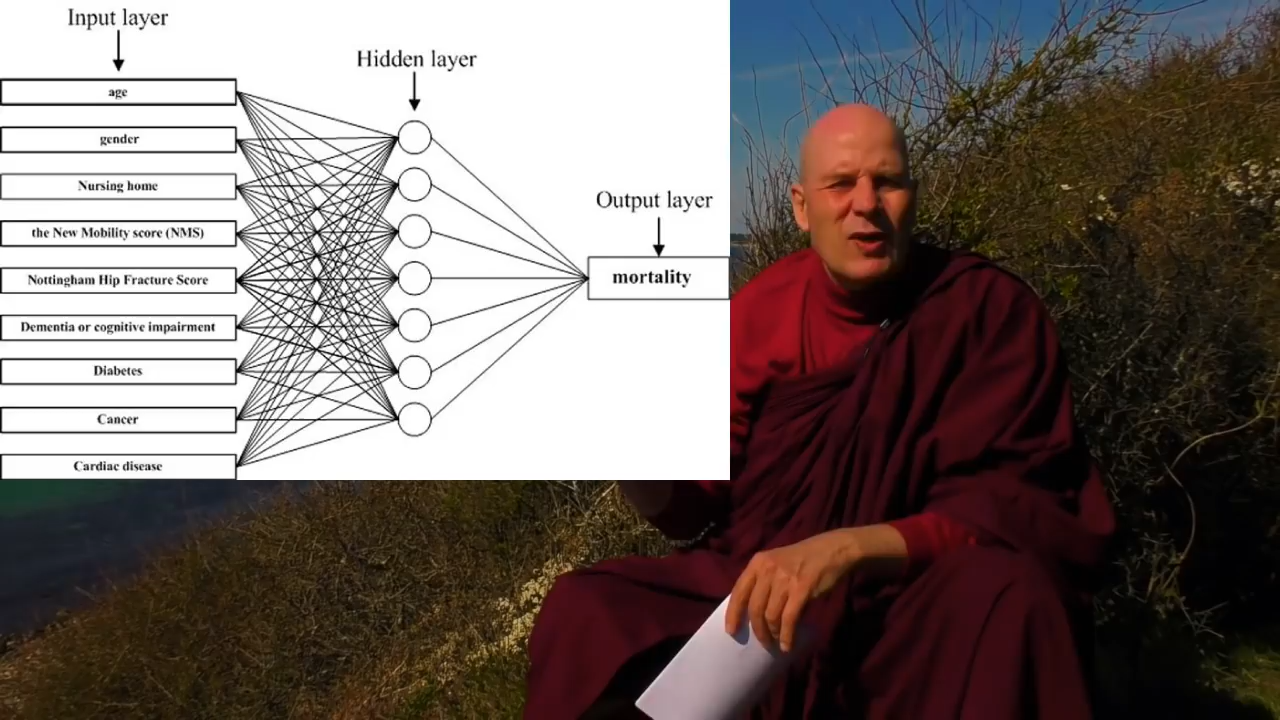 Input layer
Hidden layer
Output layer
age
gender
Nursing home
the New Mobility score (NMS)
Nottingham Hip Fracture Score
Dementia or cognitive impairment
Diabetes
Cancer
Cardiac disease
mortality